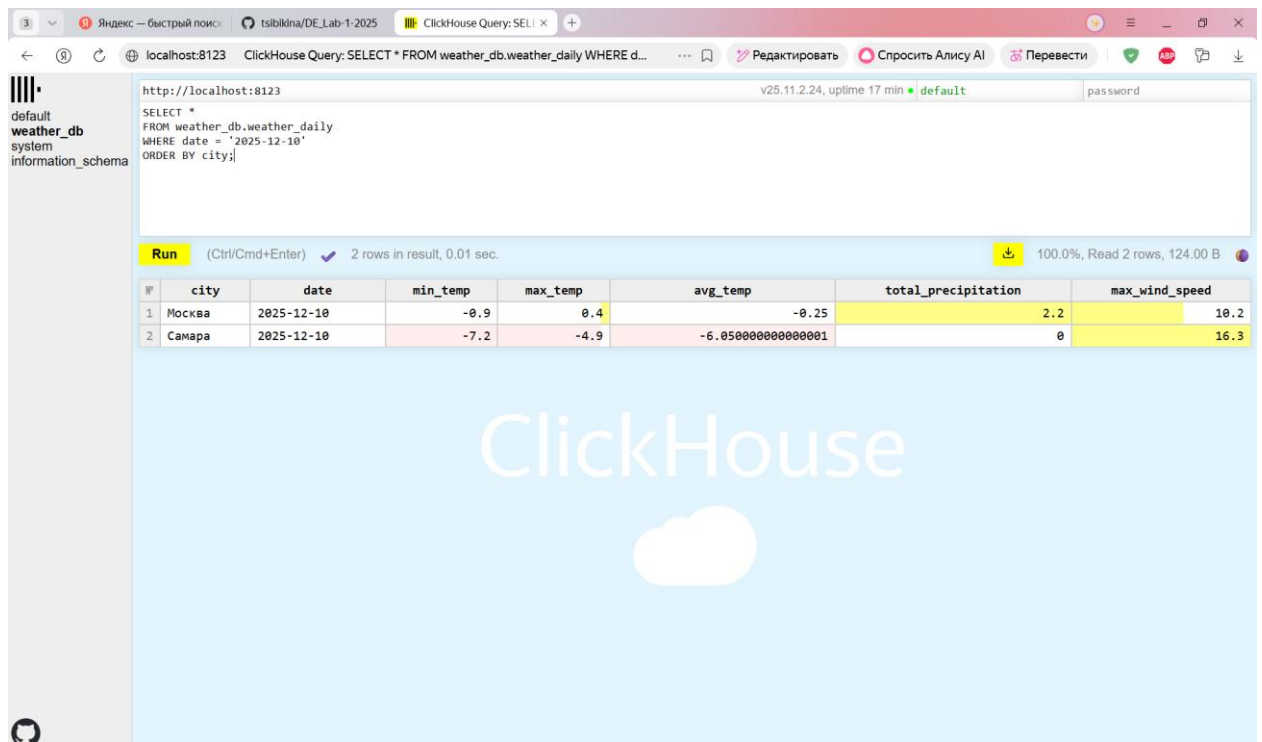 3 Яндекс — быстрый поиск tsibikina/DE_Lab-1-2025 ClickHouse Query: SEL
localhost:8123 ClickHouse Query: SELECT * FROM weather_db.weather_daily WHERE d... ... Редактировать Спросить Алису AI Перевести ABP
http://localhost:8123 v25.11.2.24, uptime 17 min default password
default
weather_db
system
information_schema
SELECT *
FROM weather_db.weather_daily
WHERE date = '2025-12-10'
ORDER BY city;
Run (Ctrl/Cmd+Enter) 2 rows in result, 0.01 sec. 100.0%, Read 2 rows, 124.00 B
№ city date min_temp max_temp avg_temp total_precipitation max_wind_speed
1 Москва 2025-12-10 -0.9 0.4 -0.25 2.2 10.2
2 Самара 2025-12-10 -7.2 -4.9 -6.050000000000001 0 16.3
ClickHouse